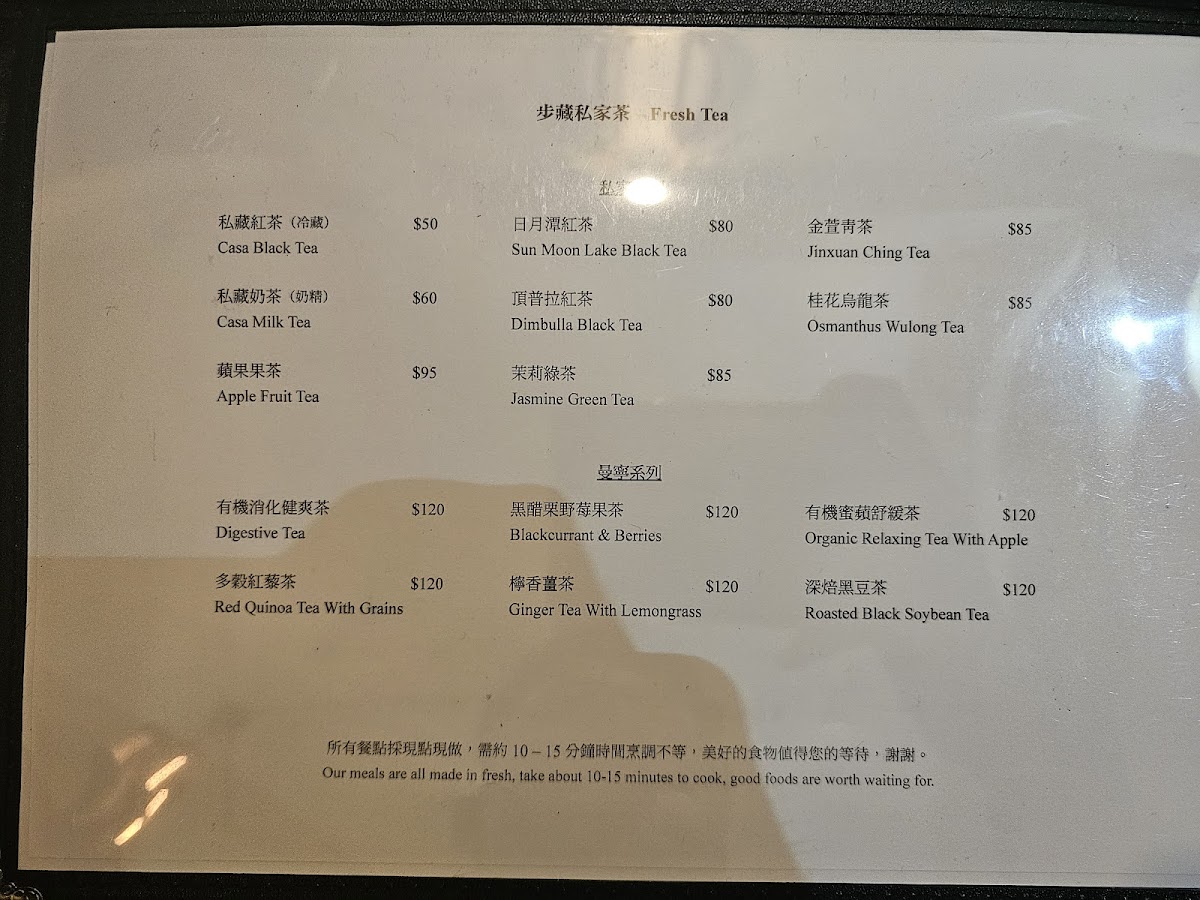 步藏私家茶 Fresh Tea
私家
私藏紅茶（冷藏） $50
Casa Black Tea
日月潭紅茶 $80
Sun Moon Lake Black Tea
金萱青茶 $85
Jinxuan Ching Tea
私藏奶茶（奶精） $60
Casa Milk Tea
頂普拉紅茶 $80
Dimbulla Black Tea
桂花烏龍茶 $85
Osmanthus Wulong Tea
蘋果果茶 $95
Apple Fruit Tea
茉莉綠茶 $85
Jasmine Green Tea
曼寧系列
有機消化健爽茶 $120
Digestive Tea
黑醋栗野莓果茶 $120
Blackcurrant & Berries
有機蜜蘋舒緩茶 $120
Organic Relaxing Tea With Apple
多穀紅藜茶 $120
Red Quinoa Tea With Grains
檸香薑茶 $120
Ginger Tea With Lemongrass
深焙黑豆茶 $120
Roasted Black Soybean Tea
所有餐點採現點現做，需約 10 – 15 分鐘時間烹調不等，美好的食物值得您的等待，謝謝。
Our meals are all made in fresh, take about 10-15 minutes to cook, good foods are worth waiting for.